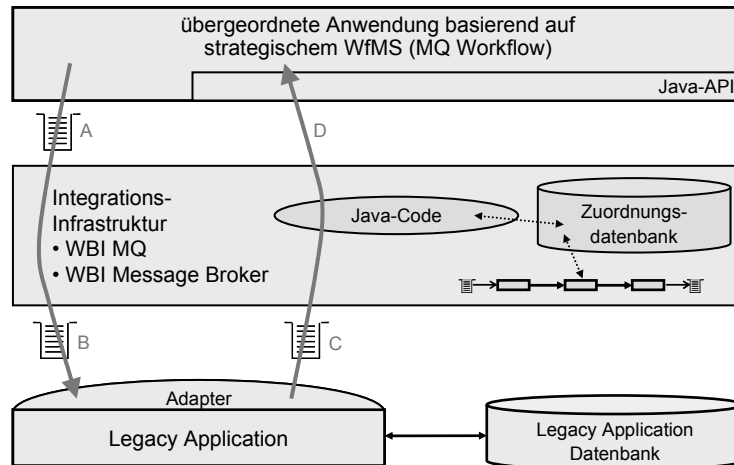 übergeordnete Anwendung basierend auf
strategischem WfMS (MQ Workflow)
Java-API
A
D
Integrations-
Infrastruktur
• WBI MQ
• WBI Message Broker
Java-Code
Zuordnungs-
datenbank
B
C
Adapter
Legacy Application
Legacy Application
Datenbank